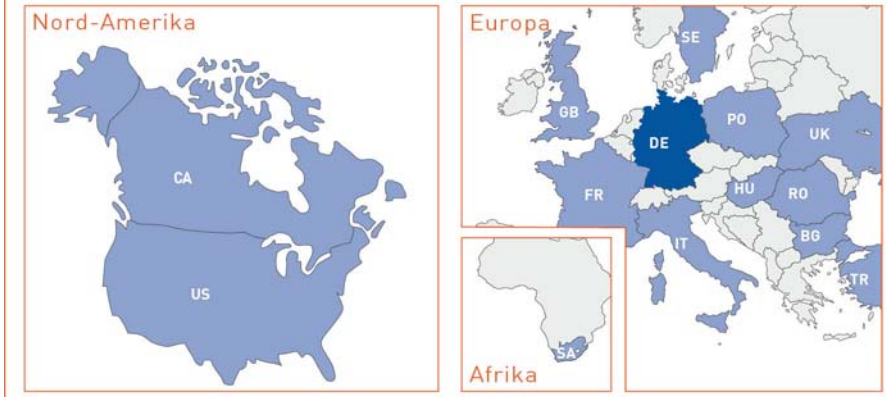 Nord-Amerika
CA
US
Europa
SE
GB
DE
PO
UK
FR
HU
RO
IT
BG
TR
SA
Afrika